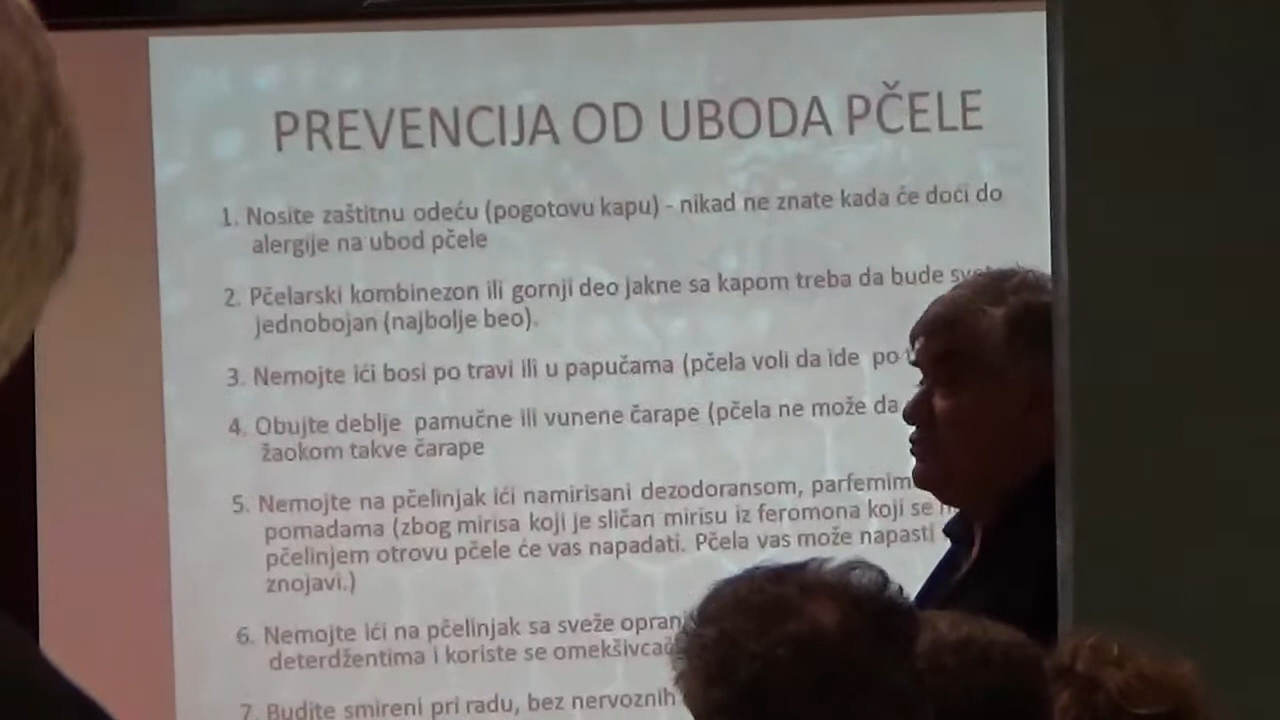 PREVENCIJA OD UBODA PČELE
1. Nosite zaštitnu odeću (pogotovu kapu) - nikad ne znate kada će doći do
alergije na ubod pčele
2. Pčelarski kombinezon ili gornji deo jakne sa kapom treba da bude
jednobojan (najbolje beo).
3. Nemojte ići bosi po travi ili u papučama (pčela voli da ide po
4. Obujte deblje pamučne ili vunene čarape (pčela ne može da
žaokom takve čarape
5. Nemojte na pčelinjak ići namirisani dezodoransom,
pomadama (zbog mirisa koji je sličan mirisu iz feromona koji se
pčelinjem otrovu pčele će vas napadati. Pčela vas može napasti
znojavi.)
6. Nemojte ići na pčelinjak sa sveže
deterdžentima i koriste se
7. Budite smireni pri radu, bez nervoznih